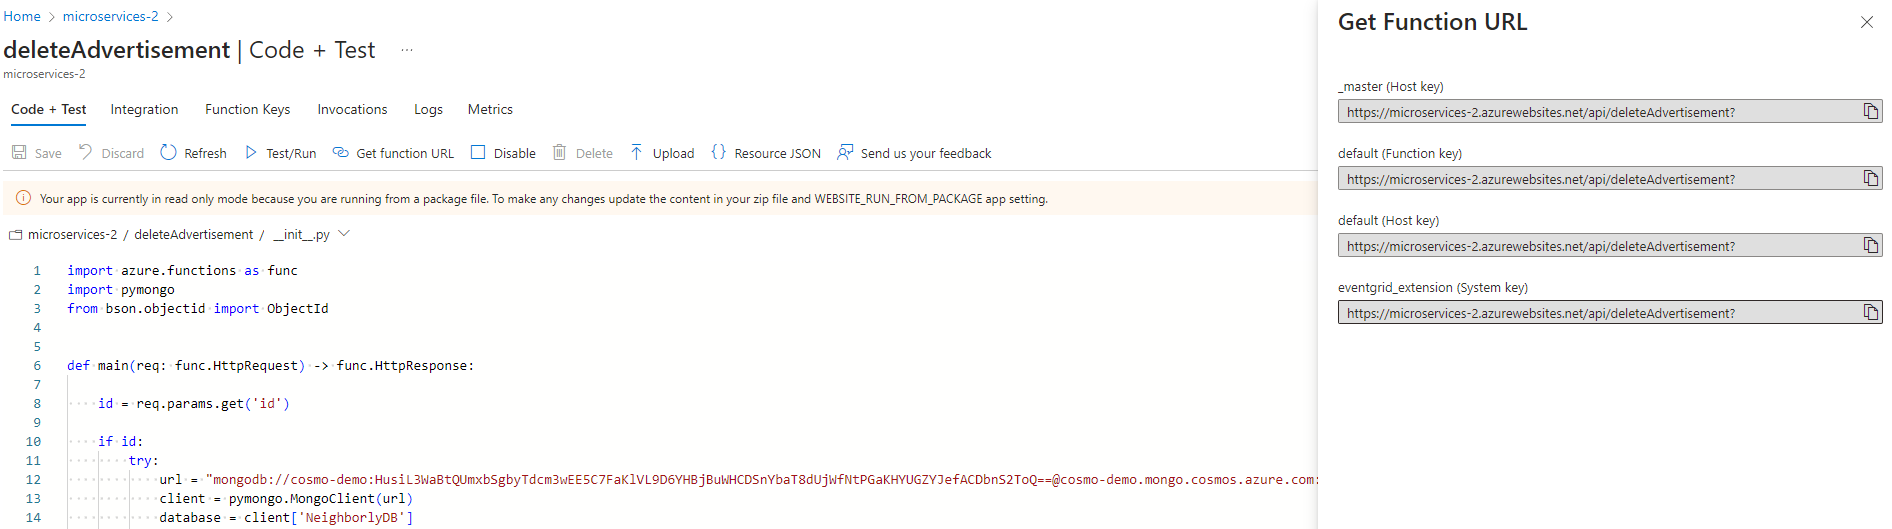 Home > microservices-2 >
deleteAdvertisement | Code + Test ...
microservices-2
Code + Test Integration Function Keys Invocations Logs Metrics
Save Discard Refresh Test/Run Get function URL Disable Delete Upload {} Resource JSON Send us your feedback
Your app is currently in read only mode because you are running from a package file. To make any changes update the content in your zip file and WEBSITE_RUN_FROM_PACKAGE app setting.
microservices-2 / deleteAdvertisement / __init__.py
1 import azure.functions as func
2 import pymongo
3 from bson.objectid import ObjectId
4
5
6 def main(req: func.HttpRequest) -> func.HttpResponse:
7
8 id = req.params.get('id')
9
10 if id:
11 try:
12 url = "mongodb://cosmo-demo:HusiL3WaBtQUmxbSgbyTdcm3wEE5C7FaKlVL9D6YHBjBuWHCDSnYbaT8dUjWfNtPGaKHYUGZYJefACDbnS2ToQ==@cosmo-demo.mongo.cosmos.azure.com:
13 client = pymongo.MongoClient(url)
14 database = client['NeighborlyDB']
Get Function URL
_master (Host key)
https://microservices-2.azurewebsites.net/api/deleteAdvertisement?
default (Function key)
https://microservices-2.azurewebsites.net/api/deleteAdvertisement?
default (Host key)
https://microservices-2.azurewebsites.net/api/deleteAdvertisement?
eventgrid_extension (System key)
https://microservices-2.azurewebsites.net/api/deleteAdvertisement?